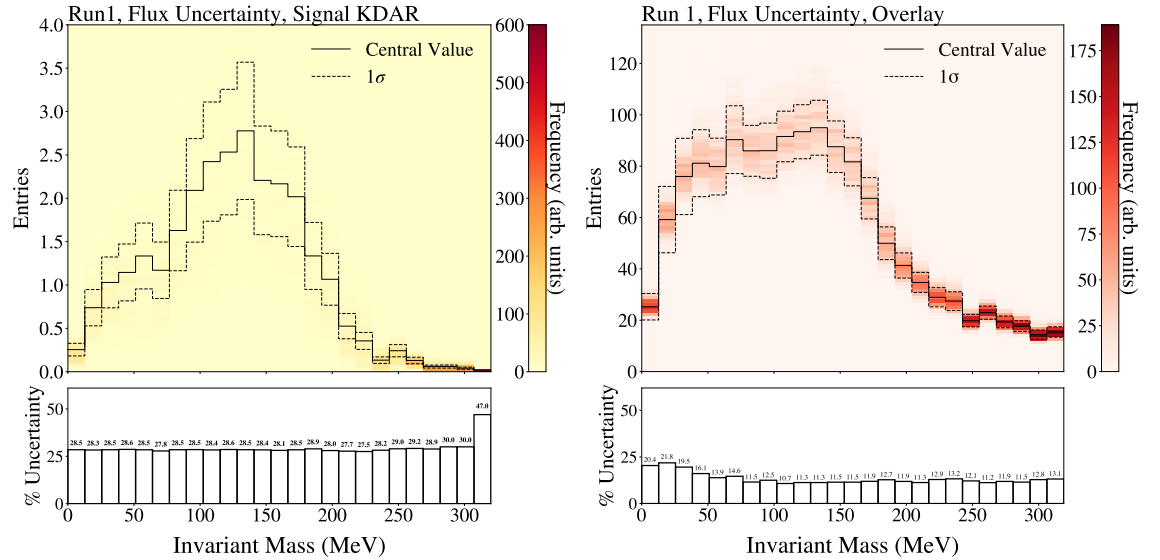 Run1, Flux Uncertainty, Signal KDAR
4.0
3.5
3.0
2.5
2.0
1.5
1.0
0.5
0.0
Entries
Central Value
1σ
600
500
400
300
200
100
0
Frequency (arb. units)
50
25
0
% Uncertainty
28.5 28.3 28.5 28.6 28.5 27.8 28.5 28.5 28.4 28.6 28.5 28.4 28.1 28.5 28.9 28.0 27.7 27.5 28.2 29.0 29.2 28.9 30.0 30.0 47.0
0 50 100 150 200 250 300
Invariant Mass (MeV)
Run 1, Flux Uncertainty, Overlay
120
100
80
60
40
20
0
Entries
Central Value
1σ
175
150
125
100
75
50
25
0
Frequency (arb. units)
50
25
0
% Uncertainty
20.4 21.8 19.5 16.1 13.9 14.6 11.5 12.5 10.7 11.3 11.3 11.5 11.5 11.9 12.7 11.9 11.3 12.9 13.2 12.1 11.2 11.9 11.5 12.8 13.1
0 50 100 150 200 250 300
Invariant Mass (MeV)